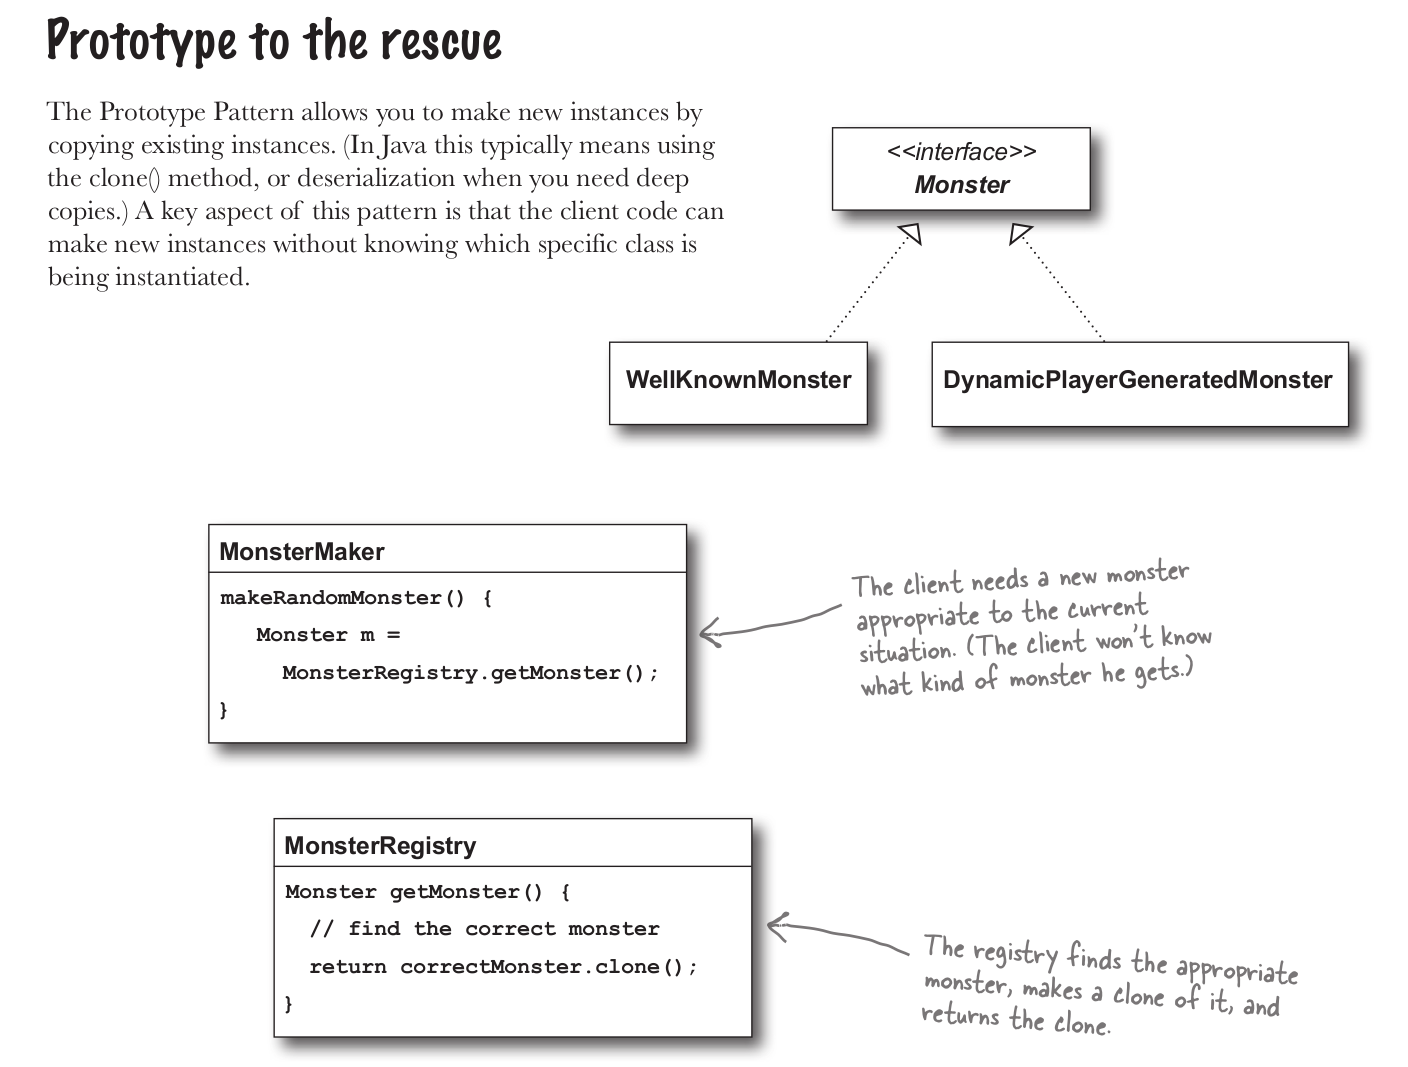 Prototype to the rescue
The Prototype Pattern allows you to make new instances by
copying existing instances. (In Java this typically means using
the clone() method, or deserialization when you need deep
copies.) A key aspect of this pattern is that the client code can
make new instances without knowing which specific class is
being instantiated.
<<interface>>
Monster
WellKnownMonster
DynamicPlayerGeneratedMonster
MonsterMaker
makeRandomMonster() {
Monster m =
MonsterRegistry.getMonster();
}
The client needs a new monster
appropriate to the current
situation. (The client won't know
what kind of monster he gets.)
MonsterRegistry
Monster getMonster() {
// find the correct monster
return correctMonster.clone();
}
The registry finds the appropriate
monster, makes a clone of it, and
returns the clone.